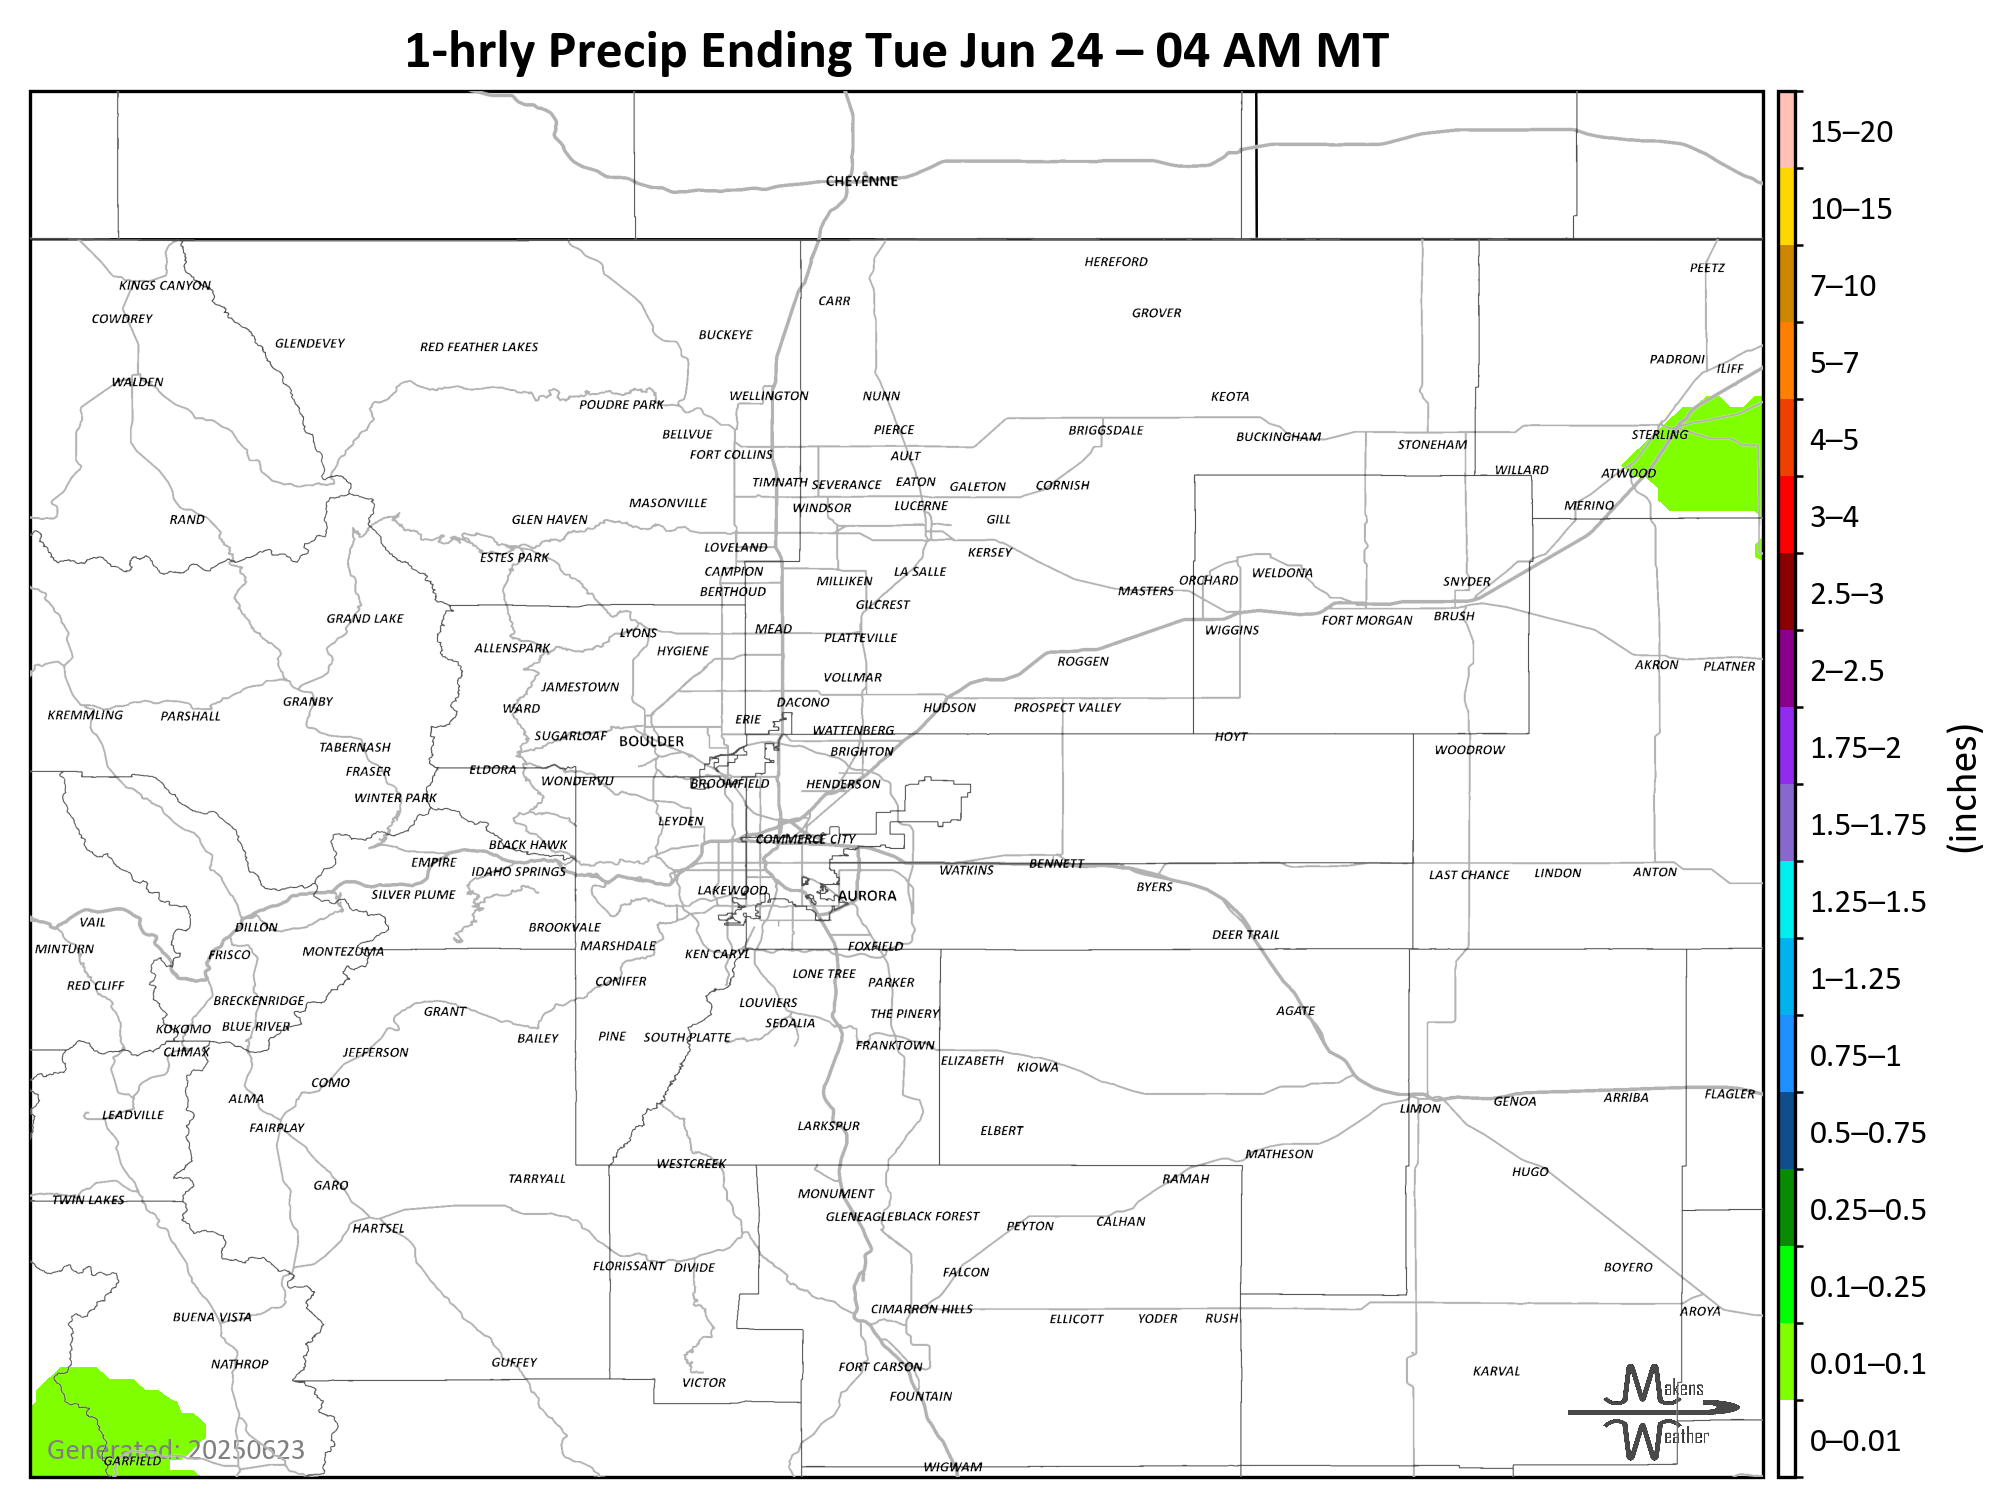 1-hrly Precip Ending Tue Jun 24 – 04 AM MT
CHEYENNE
HEREFORD
PEETZ
KINGS CANYON
CARR
GROVER
COWDREY
BUCKEYE
GLENDEVEY
RED FEATHER LAKES
PADRONI
ILIFF
WALDEN
WELLINGTON
NUNN
KEOTA
POUDRE PARK
BELLVUE
PIERCE
BRIGGSDALE
BUCKINGHAM
STONEHAM
STERLING
FORT COLLINS
AULT
WILLARD
ATWOOD
TIMNATH
SEVERANCE
EATON
GALETON
CORNISH
MASONVILLE
WINDSOR
LUCERNE
MERINO
RAND
GLEN HAVEN
GILL
LOVELAND
KERSEY
ESTES PARK
CAMPION
MILLIKEN
LA SALLE
ORCHARD
WELDONA
SNYDER
BERTHOUD
MASTERS
GILCREST
GRAND LAKE
LYONS
MEAD
PLATTEVILLE
WIGGINS
FORT MORGAN
BRUSH
ALLENSPARK
HYGIENE
ROGGEN
AKRON
PLATNER
JAMESTOWN
VOLLMAR
GRANBY
WARD
DACONO
HUDSON
PROSPECT VALLEY
KREMMLING
PARSHALL
ERIE
SUGARLOAF
BOULDER
WATTENBERG
HOYT
TABERNASH
BRIGHTON
WOODROW
FRASER
ELDORA
WONDERVU
BROOMFIELD
HENDERSON
WINTER PARK
LEYDEN
BLACK HAWK
COMMERCE CITY
EMPIRE
IDAHO SPRINGS
WATKINS
BENNETT
LAST CHANCE
LINDON
ANTON
SILVER PLUME
LAKEWOOD
AURORA
BYERS
VAIL
DILLON
BROOKVALE
DEER TRAIL
MINTURN
FRISCO
MONTEZUMA
MARSHDALE
KEN CARYL
FOXFIELD
RED CLIFF
CONIFER
LONE TREE
PARKER
BRECKENRIDGE
LOUVIERS
GRANT
THE PINERY
AGATE
KOKOMO
BLUE RIVER
SEDALIA
BAILEY
PINE
SOUTH PLATTE
FRANKTOWN
CLIMAX
JEFFERSON
ELIZABETH
KIOWA
COMO
ALMA
LEADVILLE
LIMON
GENOA
ARRIBA
FLAGLER
FAIRPLAY
LARKSPUR
ELBERT
WESTCREEK
MATHESON
GARO
TARRYALL
RAMAH
HUGO
TWIN LAKES
MONUMENT
HARTSEL
GLENEAGLE
BLACK FOREST
PEYTON
CALHAN
FLORISSANT
DIVIDE
FALCON
BOYERO
BUENA VISTA
CIMARRON HILLS
ELLICOTT
YODER
RUSH
AROYA
NATHROP
GUFFEY
FORT CARSON
KARVAL
VICTOR
FOUNTAIN
Generated: 20250623
GARFIELD
WIGWAM
Makens
Weather
15–20
10–15
7–10
5–7
4–5
3–4
2.5–3
2–2.5
1.75–2
1.5–1.75
1.25–1.5
1–1.25
0.75–1
0.5–0.75
0.25–0.5
0.1–0.25
0.01–0.1
0–0.01
(inches)